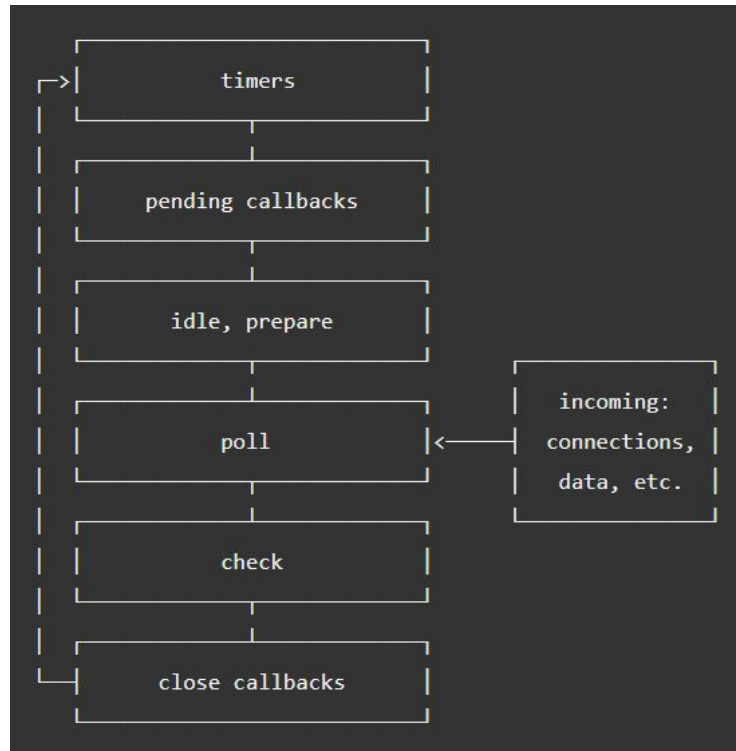 timers
pending callbacks
idle, prepare
poll
incoming:
connections,
data, etc.
check
close callbacks